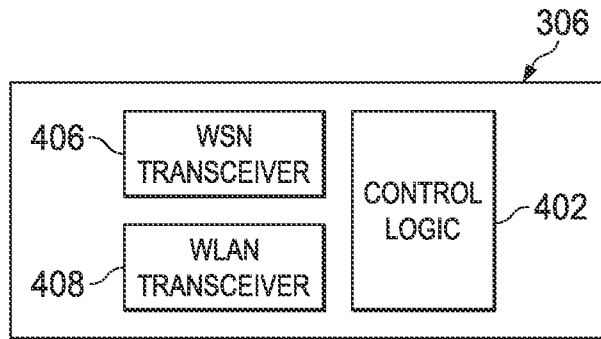 306
406
WSN
TRANSCEIVER
CONTROL
LOGIC
402
408
WLAN
TRANSCEIVER